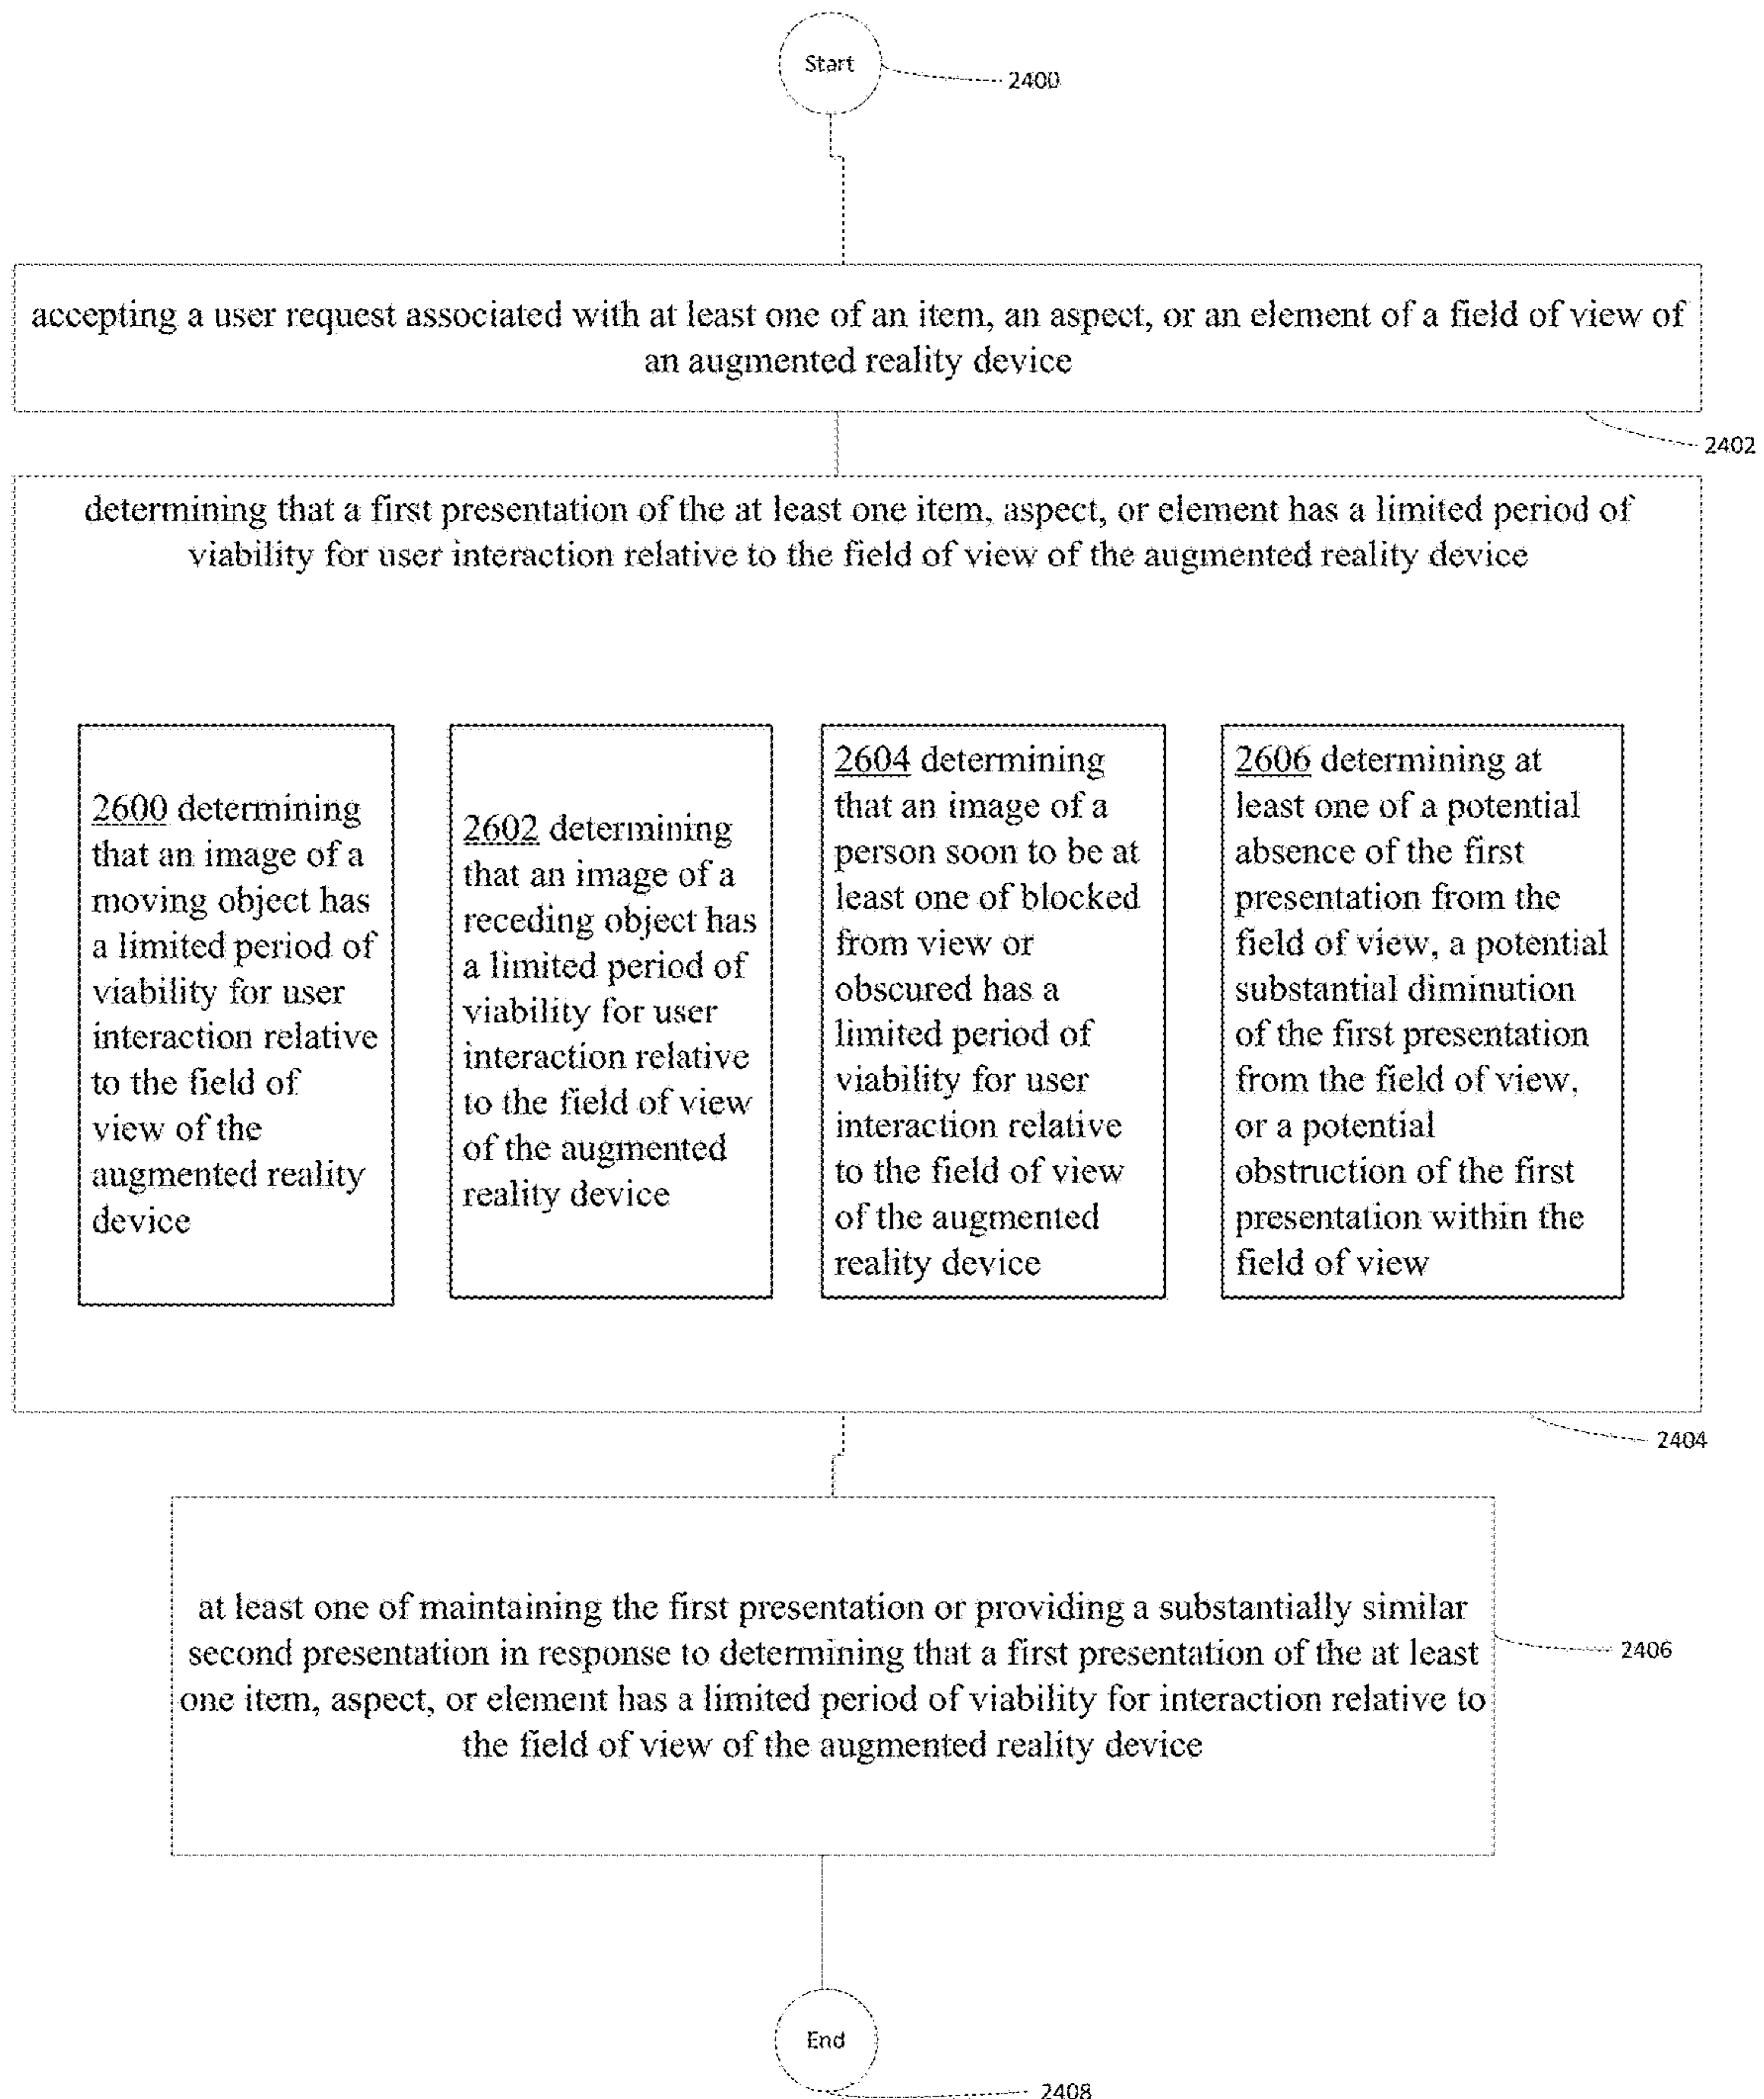 Start
2400
accepting a user request associated with at least one of an item, an aspect, or an element of a field of view of
an augmented reality device
2402
determining that a first presentation of the at least one item, aspect, or element has a limited period of
viability for user interaction relative to the field of view of the augmented reality device
2600 determining
that an image of a
moving object has
a limited period of
viability for user
interaction relative
to the field of
view of the
augmented reality
device
2602 determining
that an image of a
receding object has
a limited period of
viability for user
interaction relative
to the field of view
of the augmented
reality device
2604 determining
that an image of a
person soon to be at
least one of blocked
from view or
obscured has a
limited period of
viability for user
interaction relative
to the field of view
of the augmented
reality device
2606 determining at
least one of a potential
absence of the first
presentation from the
field of view, a potential
substantial diminution
of the first presentation
from the field of view,
or a potential
obstruction of the first
presentation within the
field of view
2404
at least one of maintaining the first presentation or providing a substantially similar
second presentation in response to determining that a first presentation of the at least
one item, aspect, or element has a limited period of viability for interaction relative to
the field of view of the augmented reality device
2406
End
2408